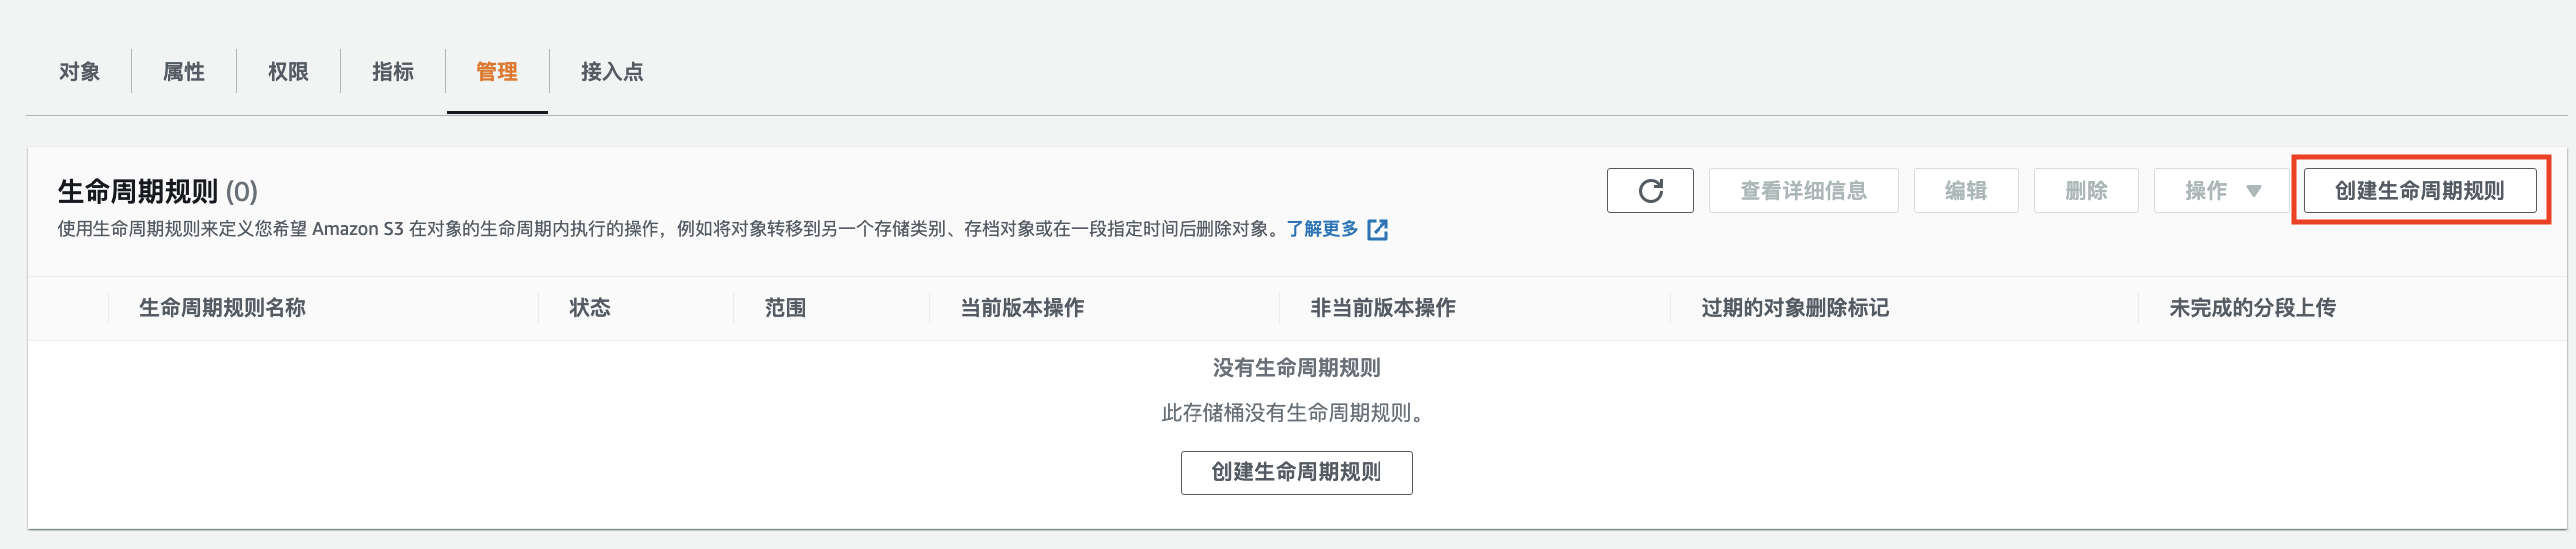 对象 属性 权限 指标 管理 接入点
生命周期规则 (0) 查看详细信息 编辑 删除 操作 创建生命周期规则
使用生命周期规则来定义您希望 Amazon S3 在对象的生命周期内执行的操作，例如将对象转移到另一个存储类别、存档对象或在一段指定时间后删除对象。了解更多
生命周期规则名称 状态 范围 当前版本操作 非当前版本操作 过期的对象删除标记 未完成的分段上传
没有生命周期规则
此存储桶没有生命周期规则。
创建生命周期规则